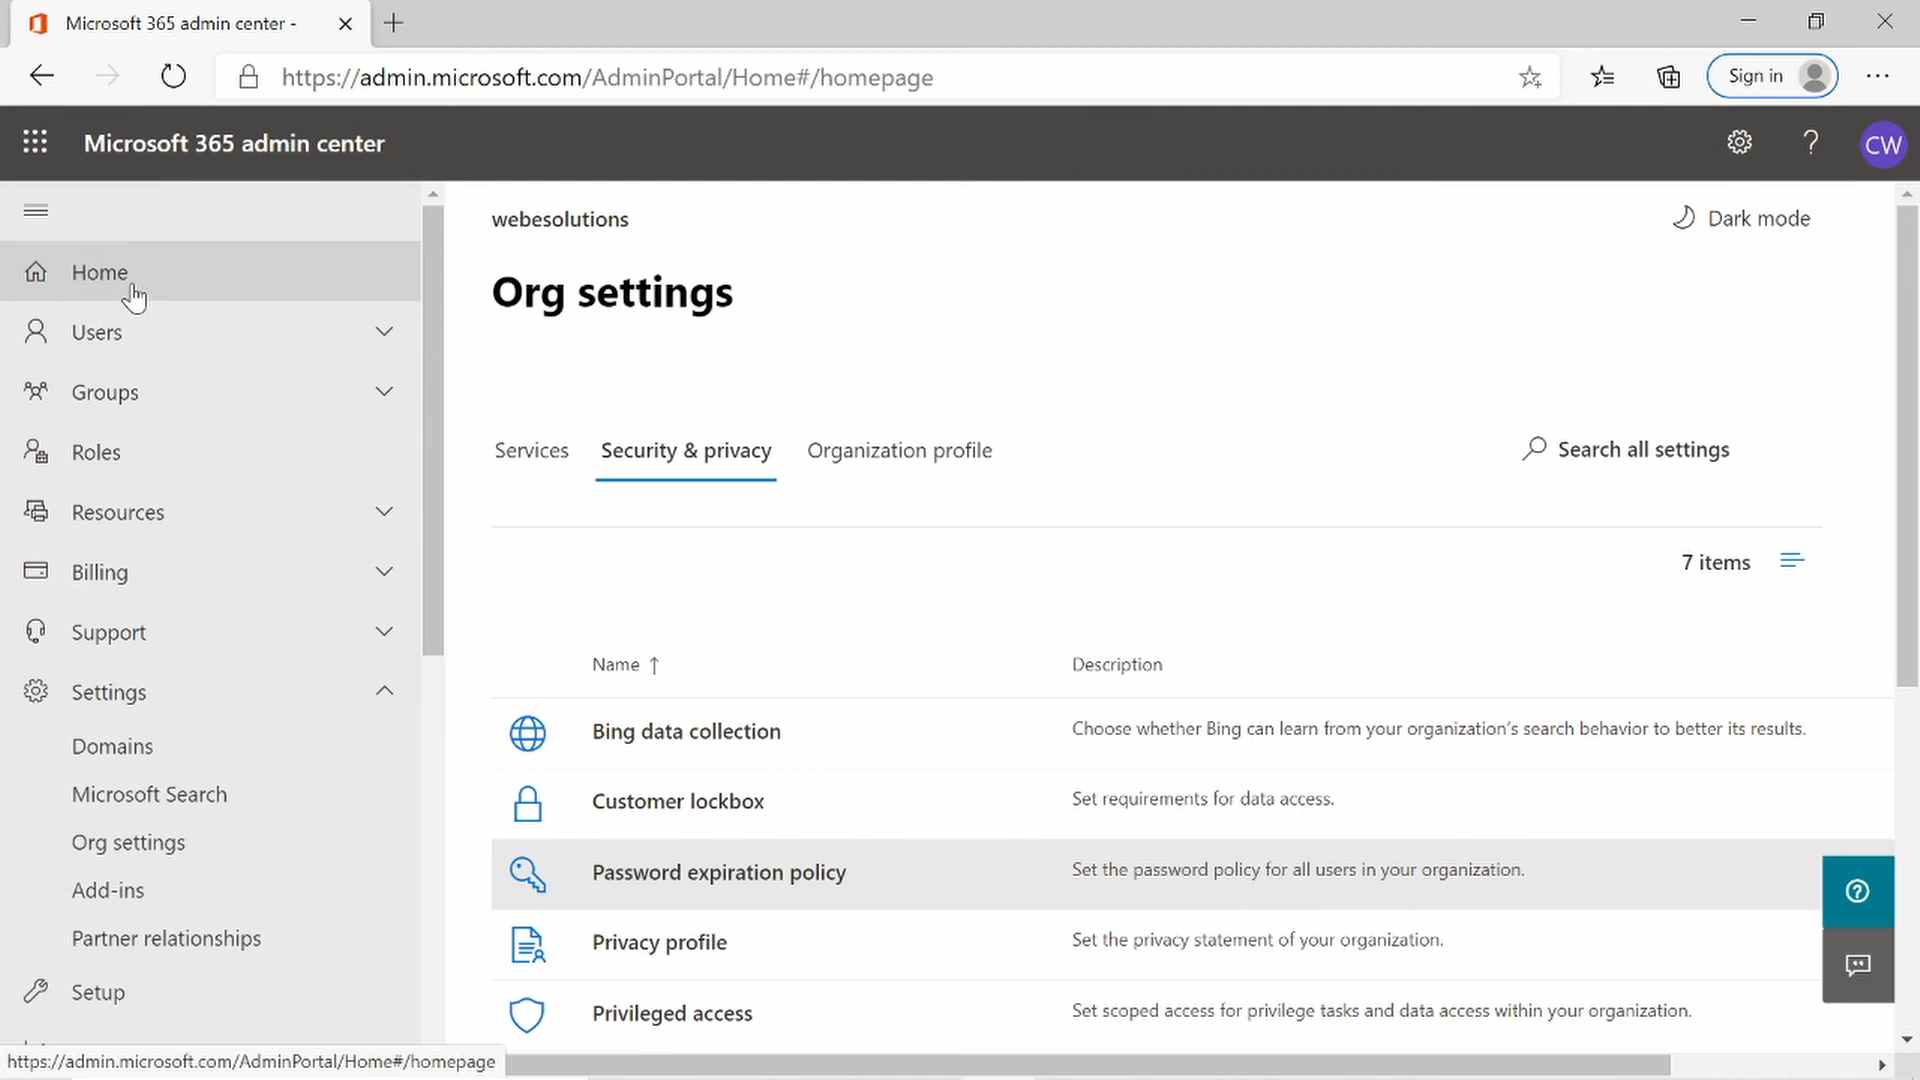 Microsoft 365 admin center -
https://admin.microsoft.com/AdminPortal/Home#/homepage
Sign in
Microsoft 365 admin center
CW
Home
Users
Groups
Roles
Resources
Billing
Support
Settings
Domains
Microsoft Search
Org settings
Add-ins
Partner relationships
Setup
https://admin.microsoft.com/AdminPortal/Home#/homepage
webesolutions
Dark mode
Org settings
Services
Security & privacy
Organization profile
Search all settings
7 items
Name ↑
Description
Bing data collection
Choose whether Bing can learn from your organization's search behavior to better its results.
Customer lockbox
Set requirements for data access.
Password expiration policy
Set the password policy for all users in your organization.
Privacy profile
Set the privacy statement of your organization.
Privileged access
Set scoped access for privilege tasks and data access within your organization.